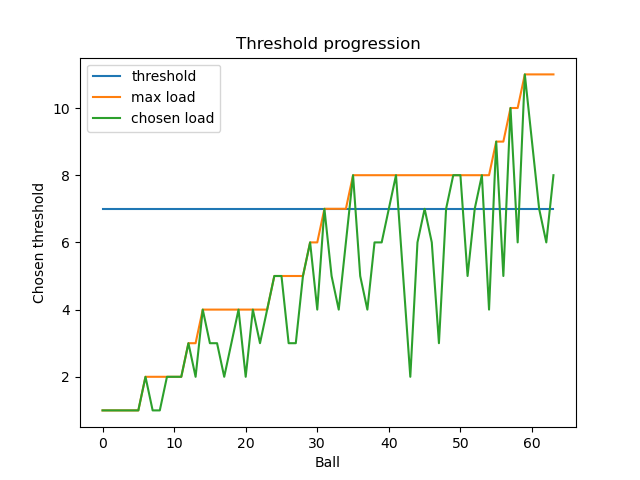 Threshold progression
threshold
max load
chosen load
Chosen threshold
10
8
6
4
2
0
10
20
30
40
50
60
Ball